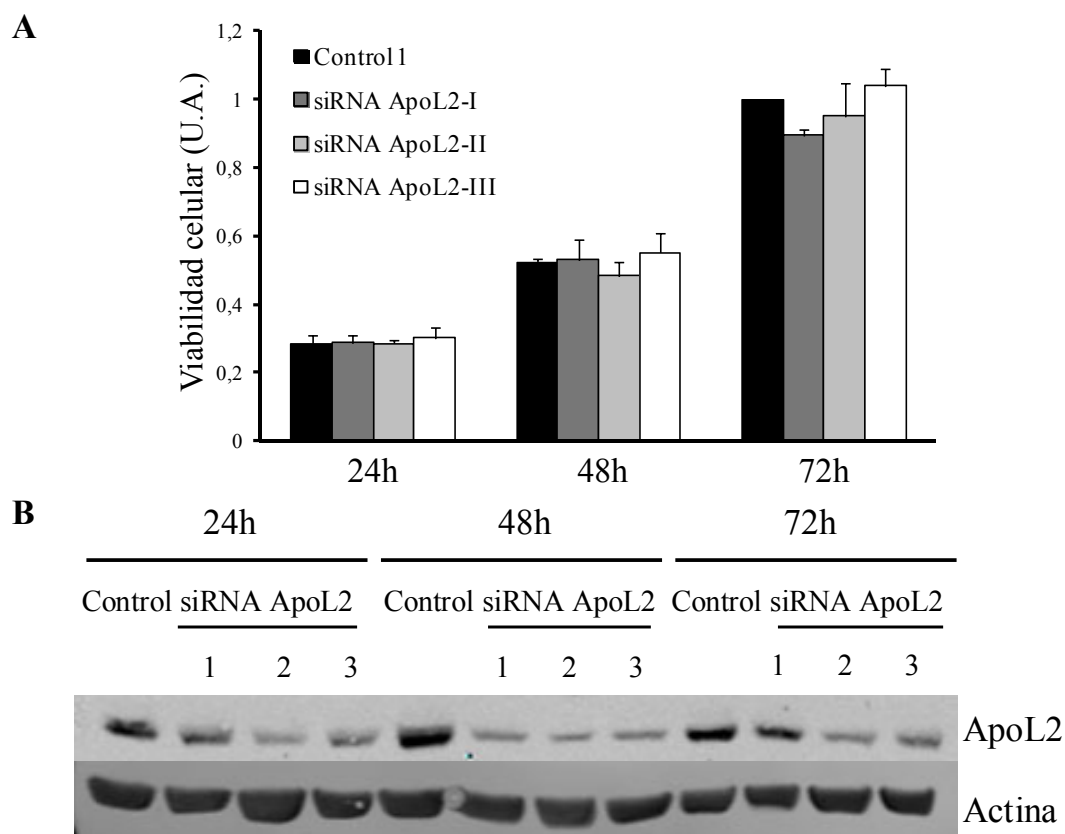 A
Viabilidad celular (U.A.)
1,2
1
0,8
0,6
0,4
0,2
0
Control 1
siRNA ApoL2-I
siRNA ApoL2-II
siRNA ApoL2-III
24h 48h 72h
B
24h 48h 72h
Control siRNA ApoL2 Control siRNA ApoL2 Control siRNA ApoL2
1 2 3 1 2 3 1 2 3
ApoL2
Actina